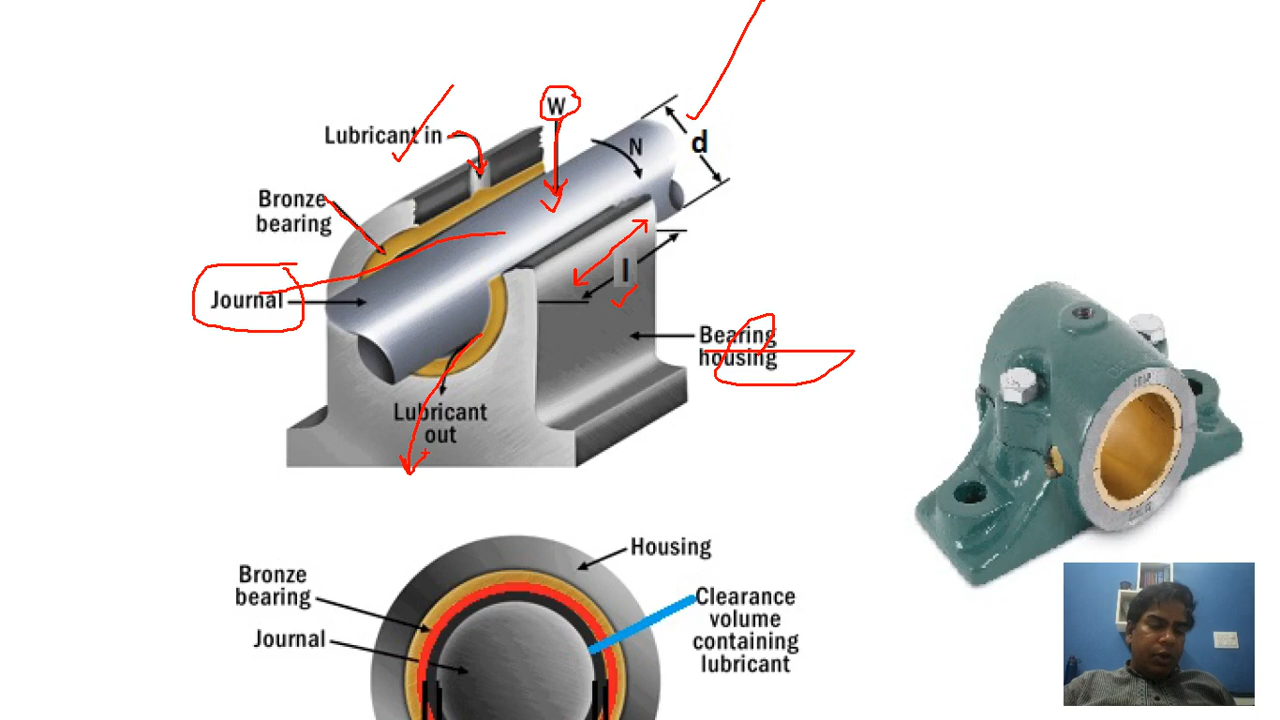 W
Lubricant in
N
d
Bronze
bearing
l
Journal
Bearing
housing
Lubricant
out
Housing
Bronze
bearing
Clearance
volume
containing
lubricant
Journal